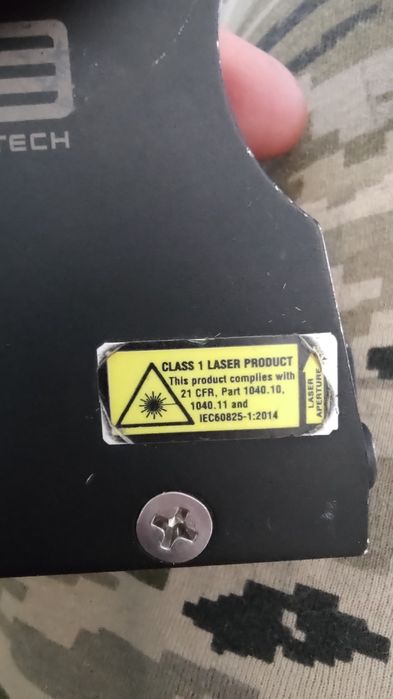 TECH
CLASS 1 LASER PRODUCT
This product complies with
21 CFR, Part 1040.10,
1040.11 and
IEC60825-1:2014
LASER
APERTURE